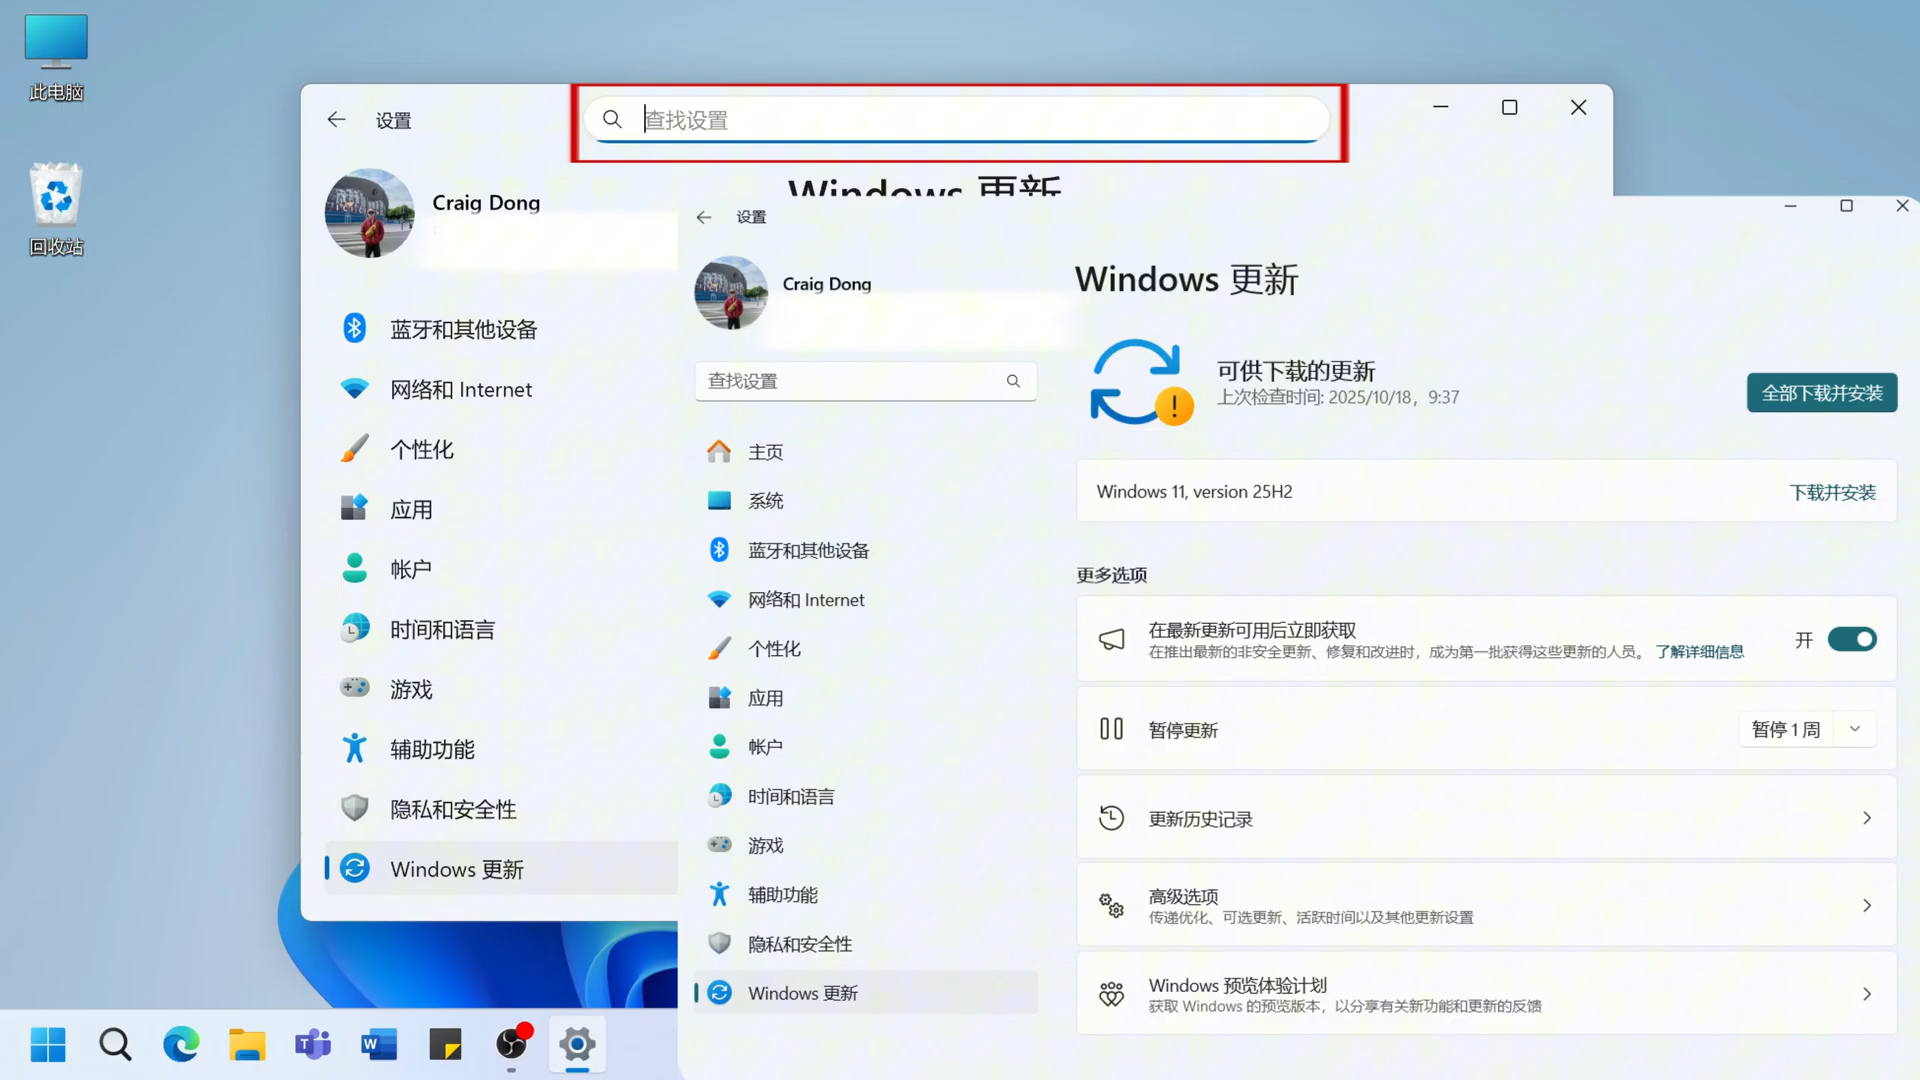 此电脑
回收站
设置
查找设置
Windows 更新
Craig Dong
蓝牙和其他设备
网络和 Internet
个性化
应用
帐户
时间和语言
游戏
辅助功能
隐私和安全性
Windows 更新
设置
Craig Dong
查找设置
主页
系统
蓝牙和其他设备
网络和 Internet
个性化
应用
帐户
时间和语言
游戏
辅助功能
隐私和安全性
Windows 更新
Windows 更新
可供下载的更新
上次检查时间: 2025/10/18，9:37
全部下载并安装
Windows 11, version 25H2
下载并安装
更多选项
在最新更新可用后立即获取
在推出最新的非安全更新、修复和改进时，成为第一批获得这些更新的人员。 了解详细信息
开
暂停更新
暂停 1 周
更新历史记录
高级选项
传递优化、可选更新、活跃时间以及其他更新设置
Windows 预览体验计划
获取 Windows 的预览版本，以分享有关新功能和更新的反馈